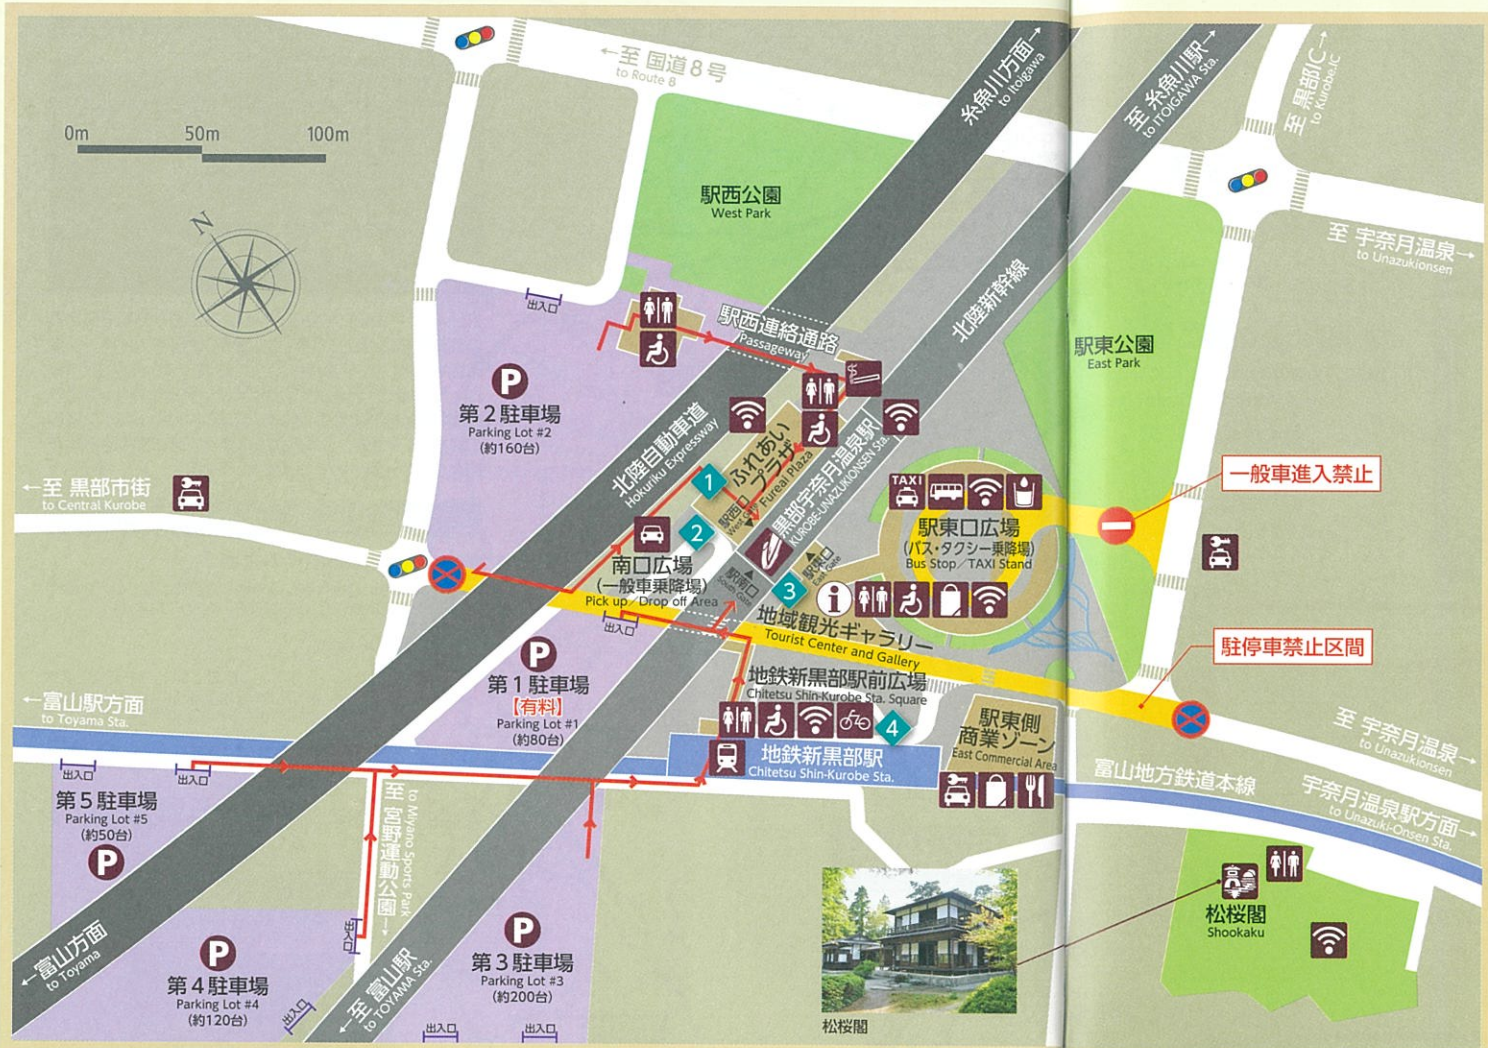 ←至 国道8号
to Route 8
糸魚川方面→
to Itoigawa
至 糸魚川駅→
to ITOIGAWA Sta.
至 黒部IC→
to Kurobe.IC
0m 50m 100m
N
駅西公園
West Park
至 宇奈月温泉→
to Unazukionsen
出入口
駅西連絡通路
Passageway
北陸新幹線
駅東公園
East Park
P
第2駐車場
Parking Lot #2
(約160台)
北陸自動車道
Hokuriku Expressway
ふれあい
プラザ
Fureai Plaza
駅西口
West Gate
黒部宇奈月温泉駅
KUROBE-UNAZUKIONSEN Sta.
1
2
←至 黒部市街
to Central Kurobe
TAXI
駅東口広場
(バス・タクシー乗降場)
Bus Stop/TAXI Stand
一般車進入禁止
南口広場
(一般車乗降場)
Pick up/Drop off Area
駅南口
South Gate
駅東口
East Gate
3
i
地域観光ギャラリー
Tourist Center and Gallery
出入口
駐停車禁止区間
P
第1駐車場
【有料】
Parking Lot #1
(約80台)
地鉄新黒部駅前広場
Chitetsu Shin-Kurobe Sta. Square
4
駅東側
商業ゾーン
East Commercial Area
至 宇奈月温泉→
to Unazukionsen
←富山駅方面
to Toyama Sta.
地鉄新黒部駅
Chitetsu Shin-Kurobe Sta.
富山地方鉄道本線
宇奈月温泉駅方面→
to Unazuki-Onsen Sta.
出入口
出入口
第5駐車場
Parking Lot #5
(約50台)
P
至 宮野運動公園→
to Miyano Sports Park
出入口
P
第4駐車場
Parking Lot #4
(約120台)
出入口
←富山方面
to Toyama
←至 富山駅
to TOYAMA Sta.
P
第3駐車場
Parking Lot #3
(約200台)
出入口
出入口
松桜閣
松桜閣
Shookaku